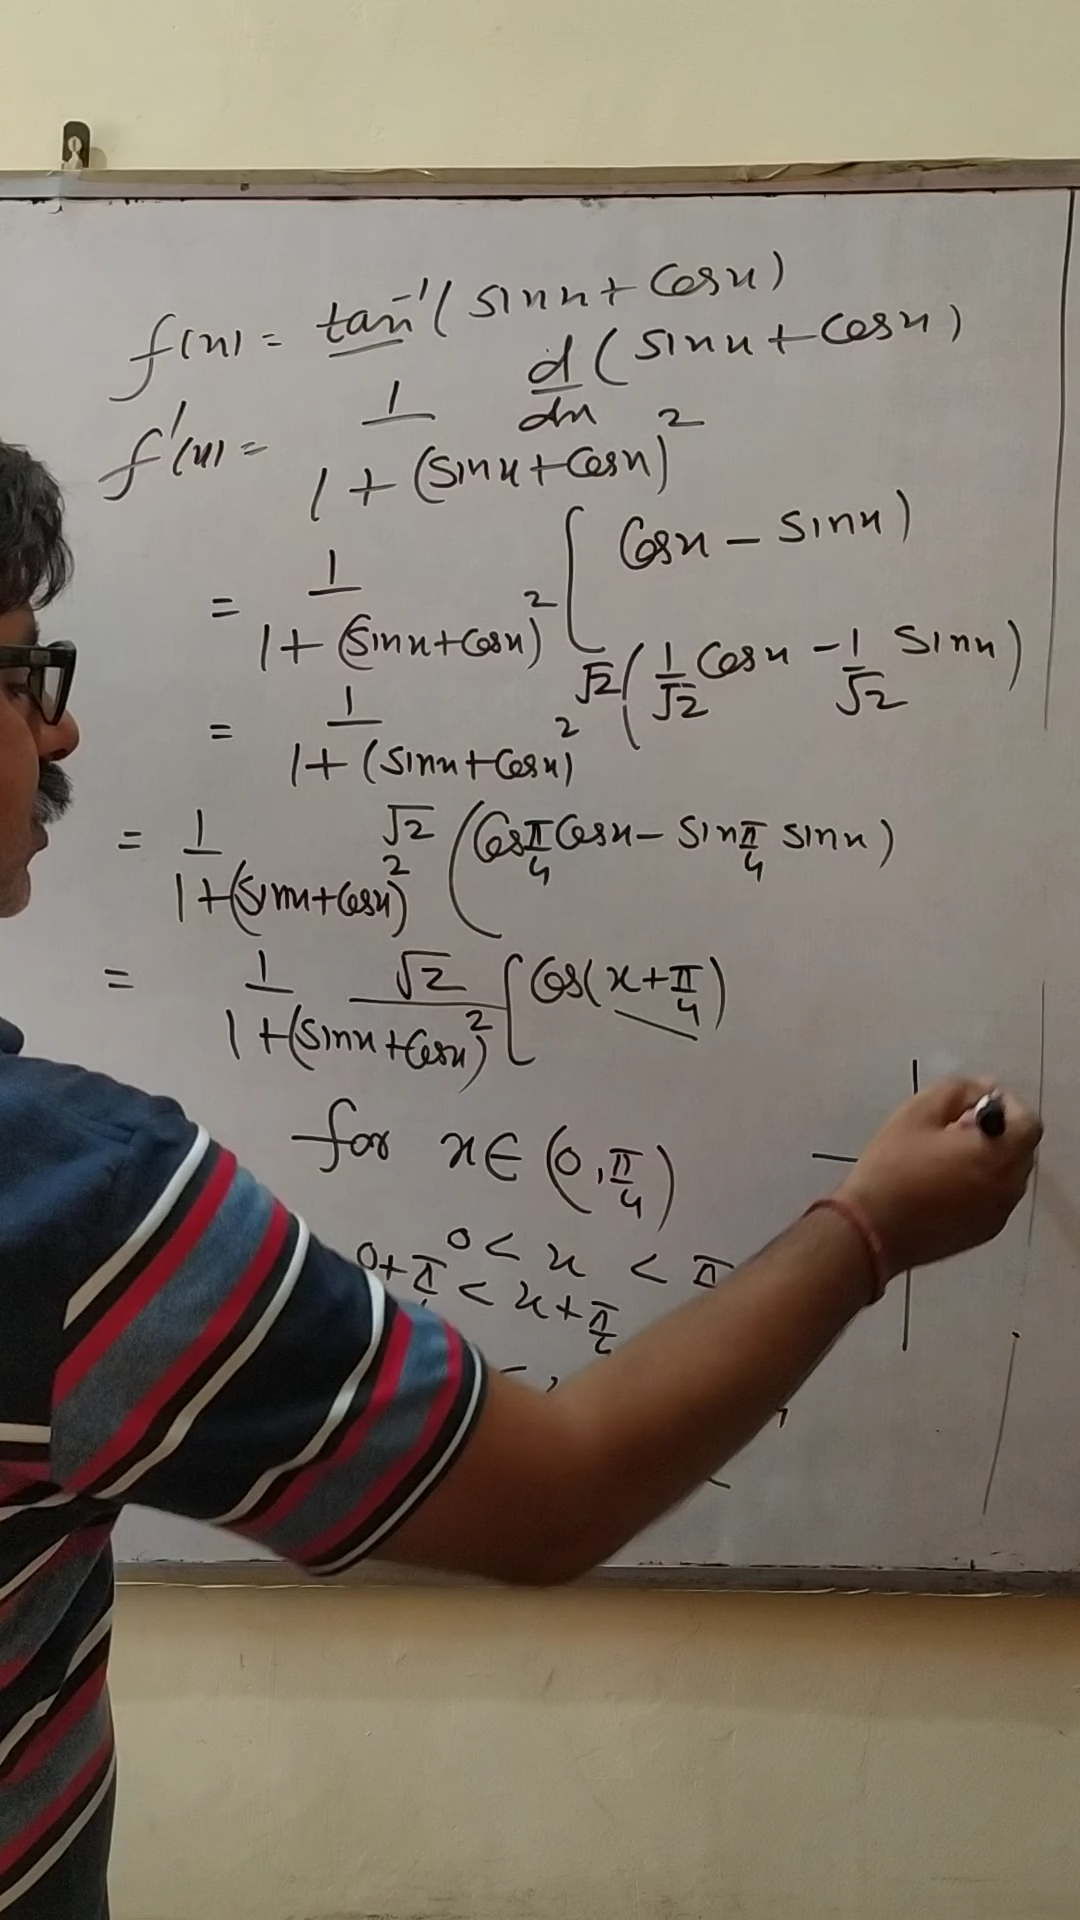 f(x) = tan⁻¹(sinx + cosx)
f'(x) = 1/(1 + (sinx + cosx)²) d/dx (sinx + cosx)
= 1/(1 + (sinx + cosx)²) [cosx − sinx)
= 1/(1 + (sinx + cosx)²) √2 (1/√2 cosx − 1/√2 sinx)
= 1/(1 + (sinx + cosx)²) √2 (cos π/4 cosx − sin π/4 sinx)
= 1/(1 + (sinx + cosx)²) √2 [cos(x + π/4)
for x ∈ (0, π/4)
0 < x < π
0 + π/4 < x + π/4